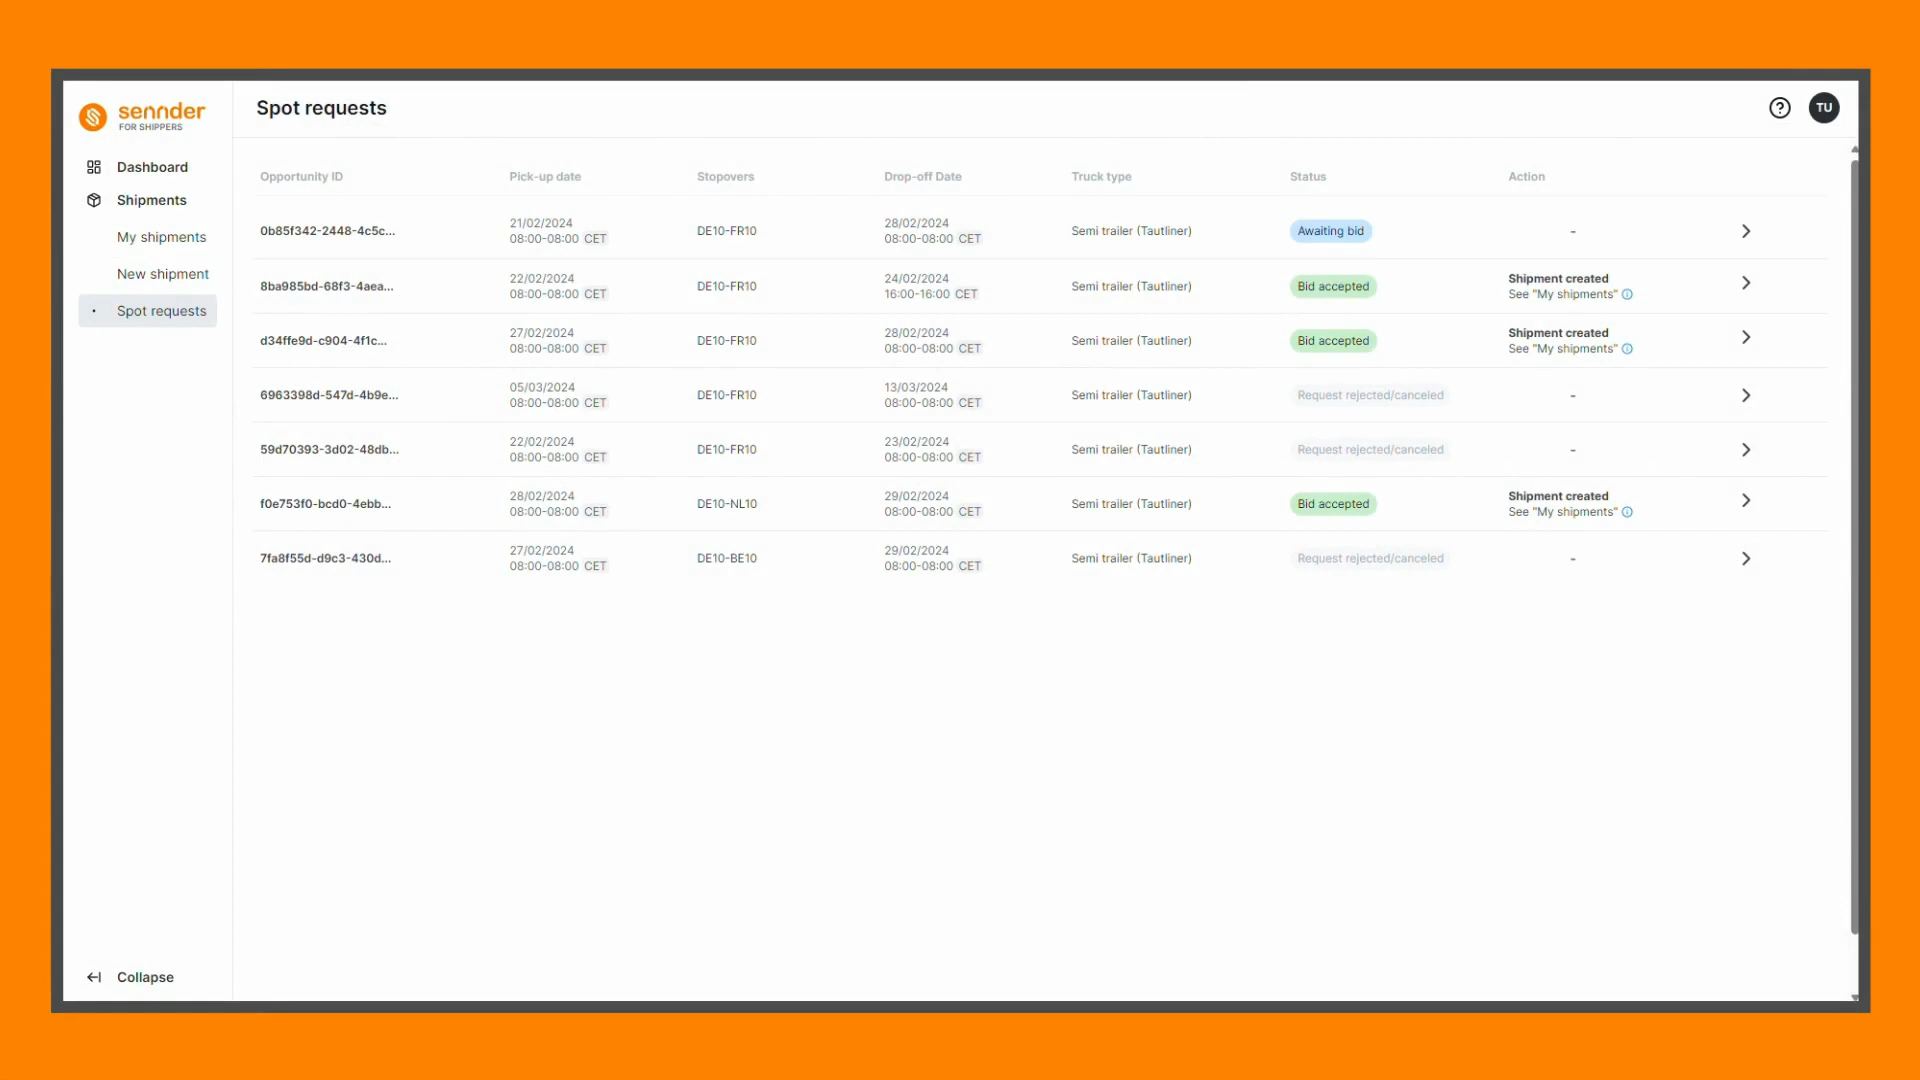 sennder
FOR SHIPPERS
Spot requests
TU
Dashboard
Shipments
My shipments
New shipment
Spot requests
Collapse
Opportunity ID Pick-up date Stopovers Drop-off Date Truck type Status Action
0b85f342-2448-4c5c... 21/02/2024 08:00-08:00 CET DE10-FR10 28/02/2024 08:00-08:00 CET Semi trailer (Tautliner) Awaiting bid -
8ba985bd-68f3-4aea... 22/02/2024 08:00-08:00 CET DE10-FR10 24/02/2024 16:00-16:00 CET Semi trailer (Tautliner) Bid accepted Shipment created See "My shipments"
d34ffe9d-c904-4f1c... 27/02/2024 08:00-08:00 CET DE10-FR10 28/02/2024 08:00-08:00 CET Semi trailer (Tautliner) Bid accepted Shipment created See "My shipments"
6963398d-547d-4b9e... 05/03/2024 08:00-08:00 CET DE10-FR10 13/03/2024 08:00-08:00 CET Semi trailer (Tautliner) Request rejected/canceled -
59d70393-3d02-48db... 22/02/2024 08:00-08:00 CET DE10-FR10 23/02/2024 08:00-08:00 CET Semi trailer (Tautliner) Request rejected/canceled -
f0e753f0-bcd0-4ebb... 28/02/2024 08:00-08:00 CET DE10-NL10 29/02/2024 08:00-08:00 CET Semi trailer (Tautliner) Bid accepted Shipment created See "My shipments"
7fa8f55d-d9c3-430d... 27/02/2024 08:00-08:00 CET DE10-BE10 29/02/2024 08:00-08:00 CET Semi trailer (Tautliner) Request rejected/canceled -